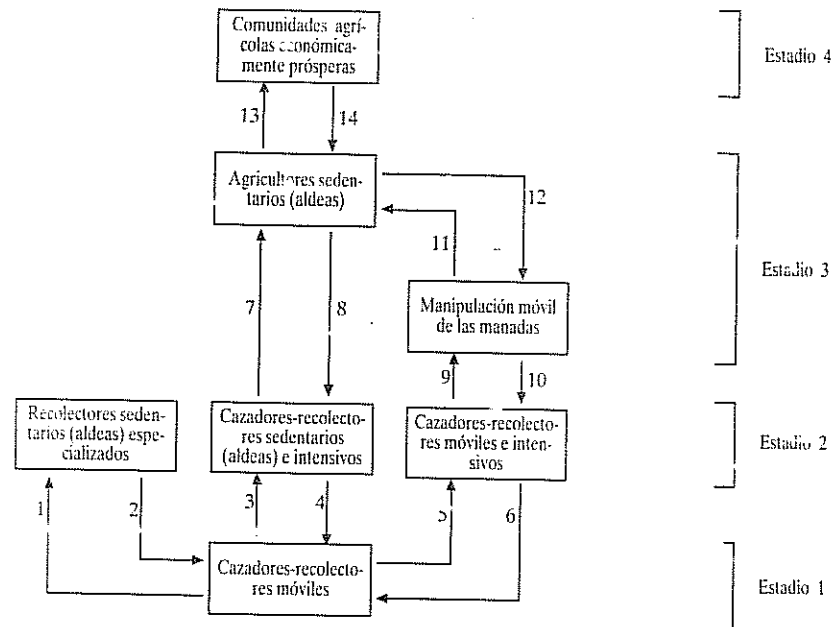 Comunidades agrí-
colas económica-
mente prósperas
Estadio 4
13
14
Agricultores seden-
tarios (aldeas)
12
11
Estadio 3
7
8
Manipulación móvil
de las manadas
9
10
Recolectores seden-
tarios (aldeas) espe-
cializados
Cazadores-recolecto-
res sedentarios
(aldeas) e intensivos
Cazadores-recolecto-
res móviles e inten-
sivos
Estadio 2
1
2
3
4
5
6
Cazadores-recolecto-
res móviles
Estadio 1